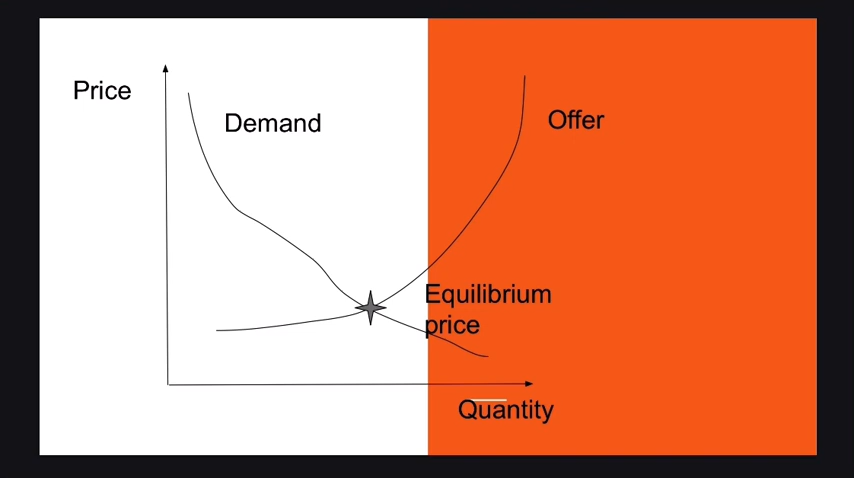 Price
Demand
Offer
Equilibrium
price
Quantity